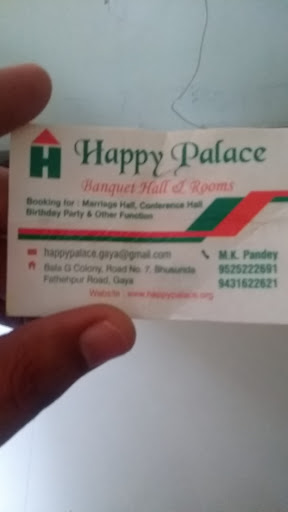 H
Happy Palace
Banquet Hall & Rooms
Booking for : Marriage Hall, Conference Hall
Birthday Party & Other Function
happypalace.gaya@gmail.com
Bala G Colony, Road No. 7, Bhusunda
Fathehpur Road, Gaya
M.K. Pandey
9525222691
9431622621
Website : www.happypalace.org